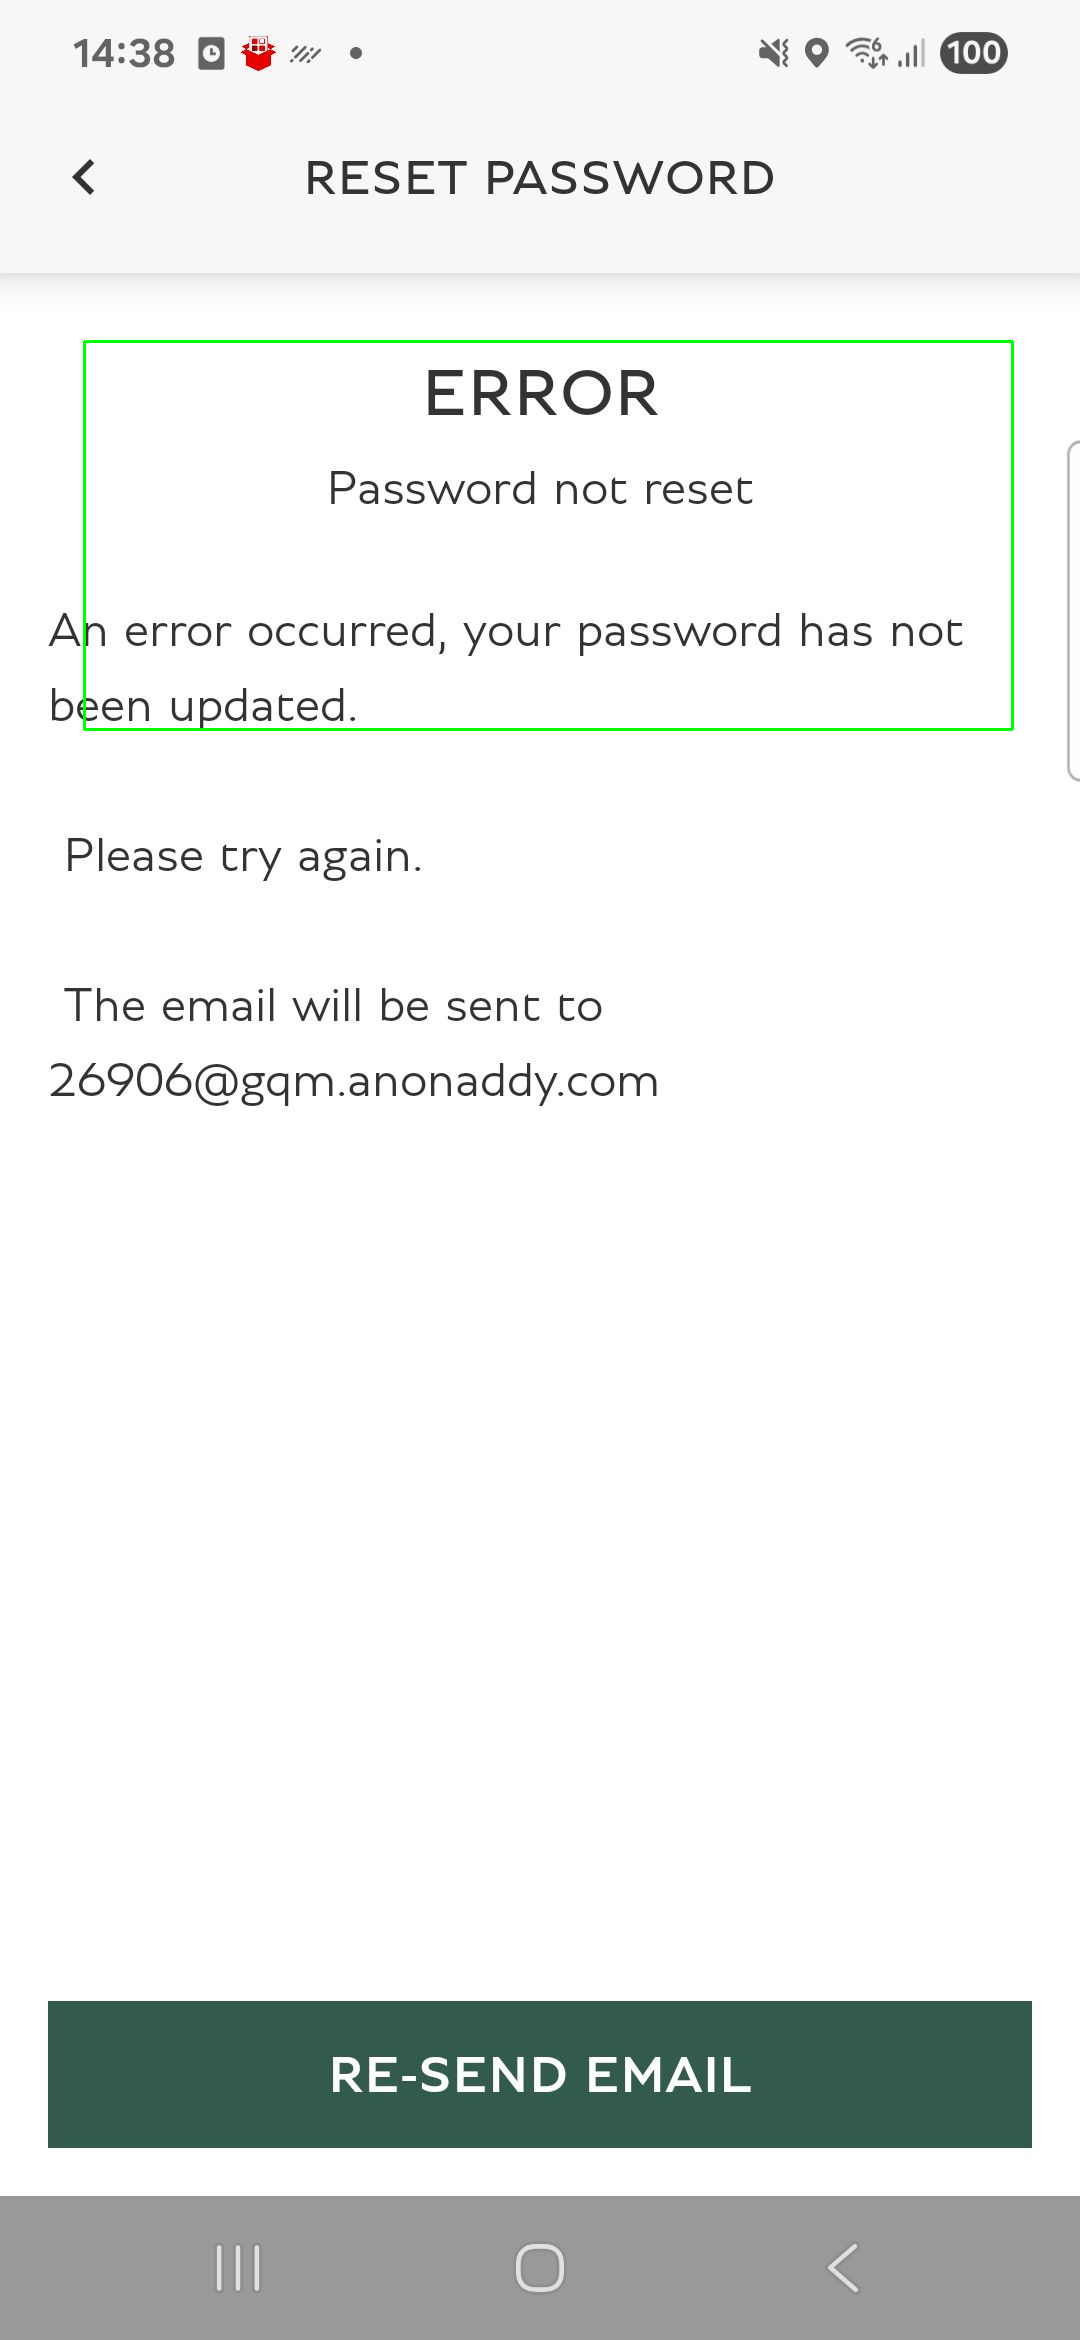 14:38
6
100
RESET PASSWORD
ERROR
Password not reset
An error occurred, your password has not
been updated.
Please try again.
The email will be sent to
26906@gqm.anonaddy.com
RE-SEND EMAIL